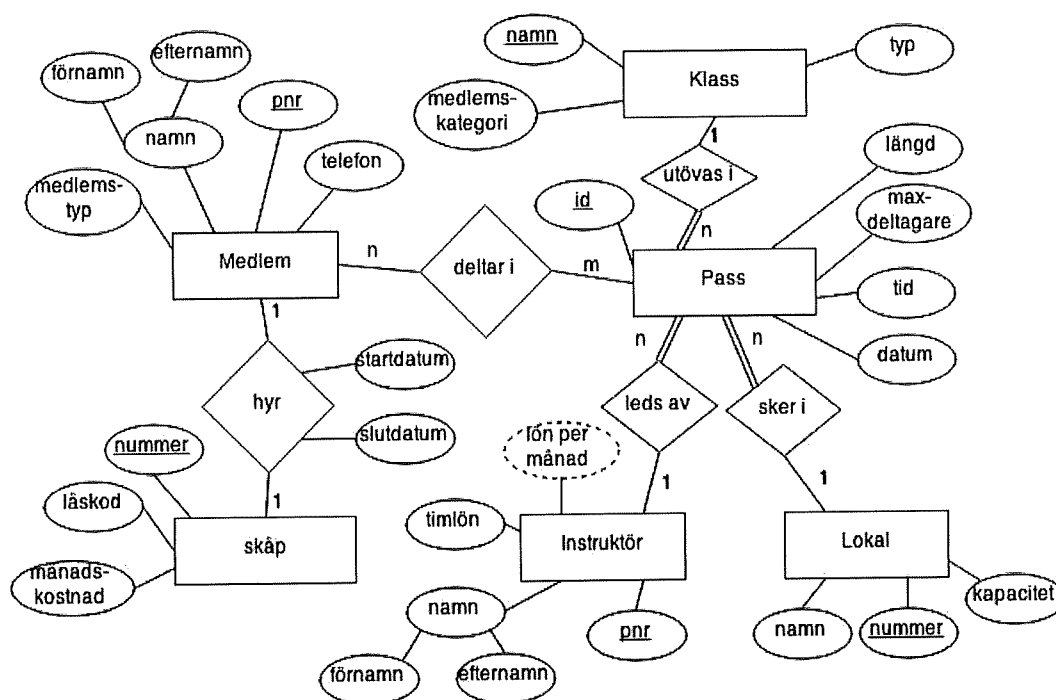 namn
typ
efternamn
förnamn
Klass
pnr
medlems-
kategori
namn
längd
telefon
utövas i
medlems-
typ
max-
deltagare
id
Medlem
n
deltar i
m
n
Pass
tid
1
n
n
datum
startdatum
leds av
sker i
hyr
lön per
månad
slutdatum
nummer
1
1
1
1
låskod
timlön
skåp
Instruktör
Lokal
månads-
kostnad
kapacitet
namn
pnr
namn
nummer
förnamn
efternamn